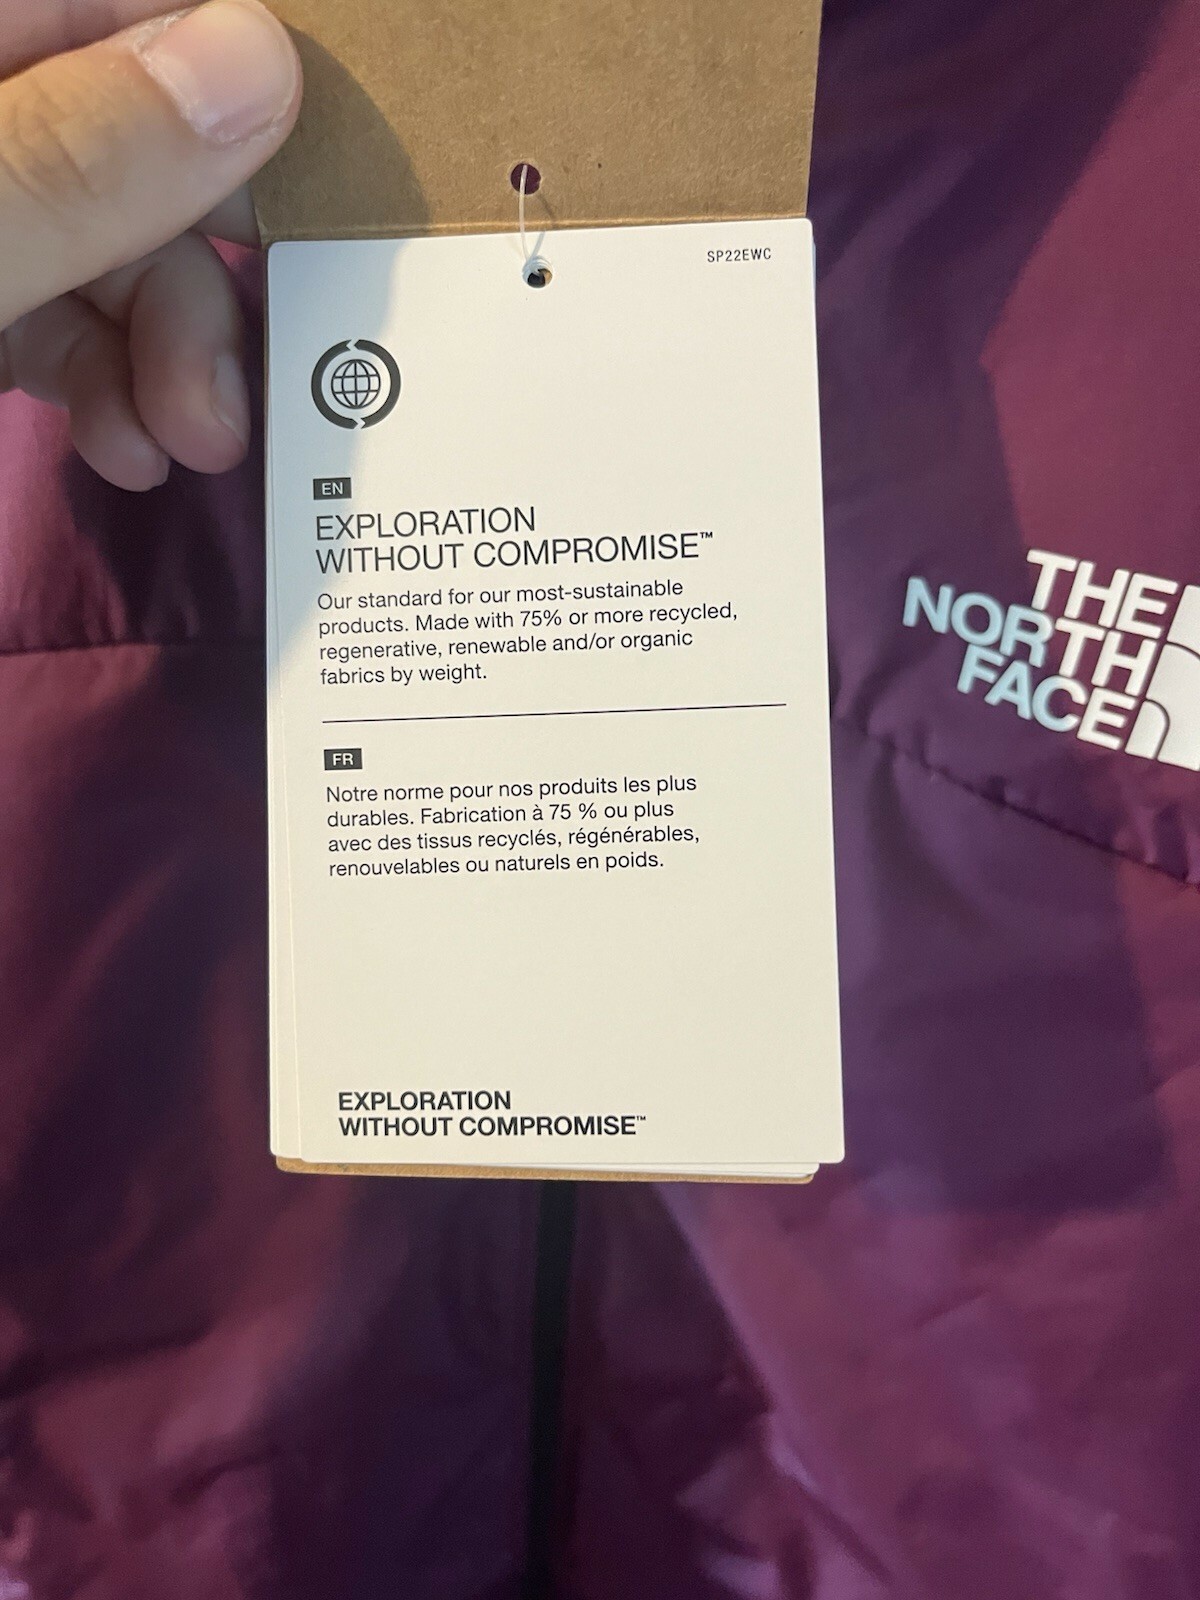 SP22EWC
EN
EXPLORATION
WITHOUT COMPROMISE™
Our standard for our most-sustainable
products. Made with 75% or more recycled,
regenerative, renewable and/or organic
fabrics by weight.
FR
Notre norme pour nos produits les plus
durables. Fabrication à 75 % ou plus
avec des tissus recyclés, régénérables,
renouvelables ou naturels en poids.
EXPLORATION
WITHOUT COMPROMISE™
THE
NORTH
FACE